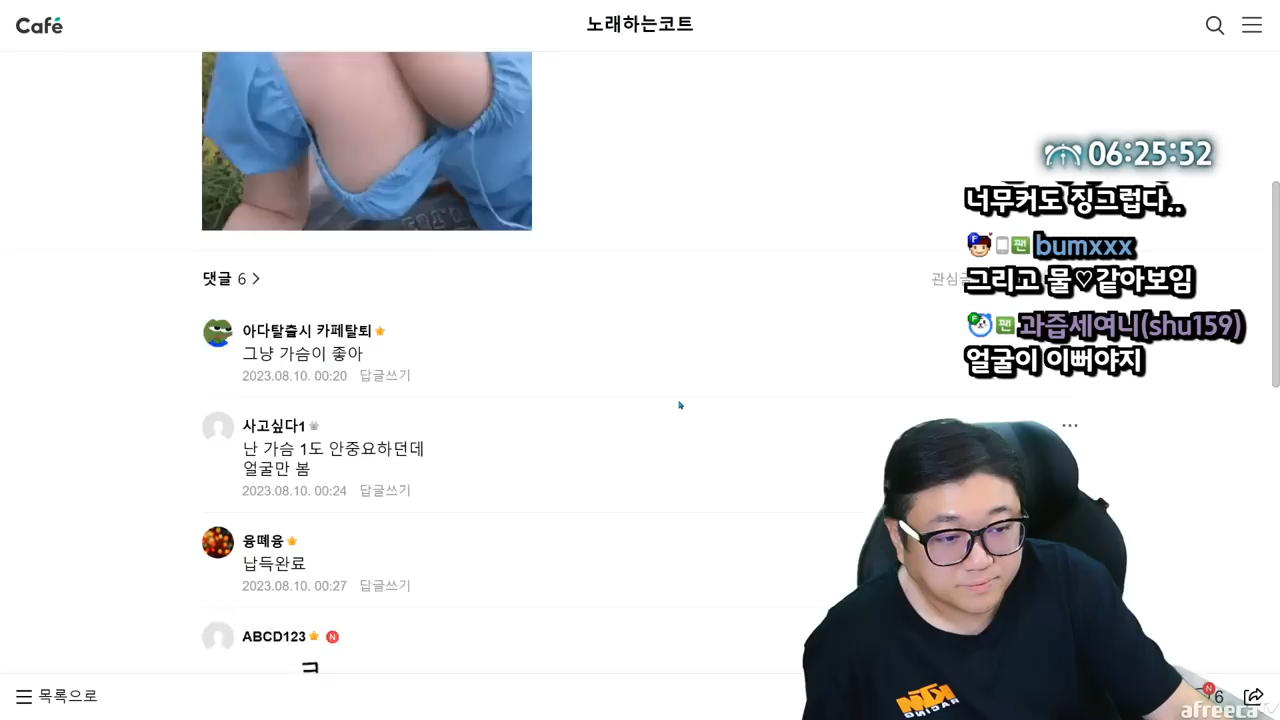 Café
노래하는코트
06:25:52
너무커도 징그럽다..
bumxxx
그리고 물♡같아보임
과즙세여니(shu159)
얼굴이 이뻐야지
댓글 6
아다탈출시 카페탈퇴
그냥 가슴이 좋아
2023.08.10. 00:20 답글쓰기
사고싶다1
난 가슴 1도 안중요하던데
얼굴만 봄
2023.08.10. 00:24 답글쓰기
융떼융
납득완료
2023.08.10. 00:27 답글쓰기
ABCD123 N
목록으로
KTM
RACING
N
6
afreecaTV